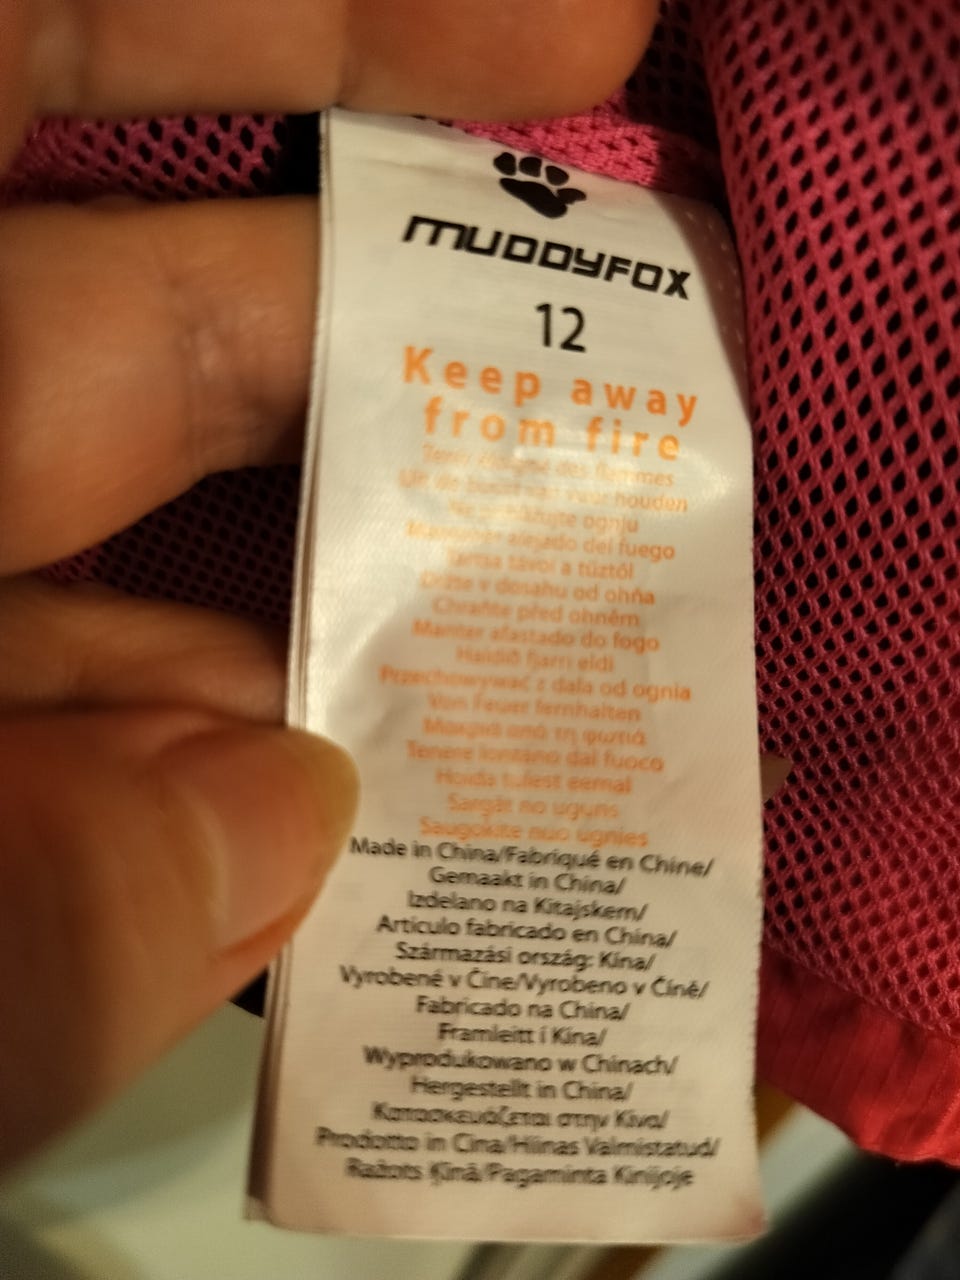 MUDDYFOX
12
Keep away
from fire
Tenir éloigné des flammes
Uit de buurt van vuur houden
Ne približujte ognju
Mantener alejado del fuego
Tartsa távol a tűztől
Držte v dosahu od ohňa
Chraňte před ohněm
Manter afastado do fogo
Haldið fjarri eldi
Przechowywać z dala od ognia
Von Feuer fernhalten
Μακριά από τη φωτιά
Tenere lontano dal fuoco
Hoida tulest eemal
Sargāt no uguns
Saugokite nuo ugnies
Made in China/Fabriqué en Chine/
Gemaakt in China/
Izdelano na Kitajskem/
Artículo fabricado en China/
Származási ország: Kína/
Vyrobené v Číne/Vyrobeno v Číně/
Fabricado na China/
Framleitt í Kína/
Wyprodukowano w Chinach/
Hergestellt in China/
Κατασκευάζεται στην Κίνα/
Prodotto in Cina/Hiinas Valmistatud/
Ražots Ķīnā/Pagaminta Kinijoje